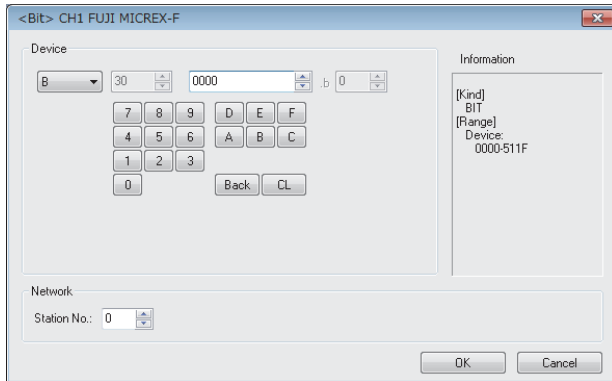 <Bit> CH1 FUJI MICREX-F
Device
B 30 0000 .b 0
7 8 9 D E F
4 5 6 A B C
1 2 3
0 Back CL
Information
[Kind]
BIT
[Range]
Device:
0000-511F
Network
Station No.: 0
OK Cancel